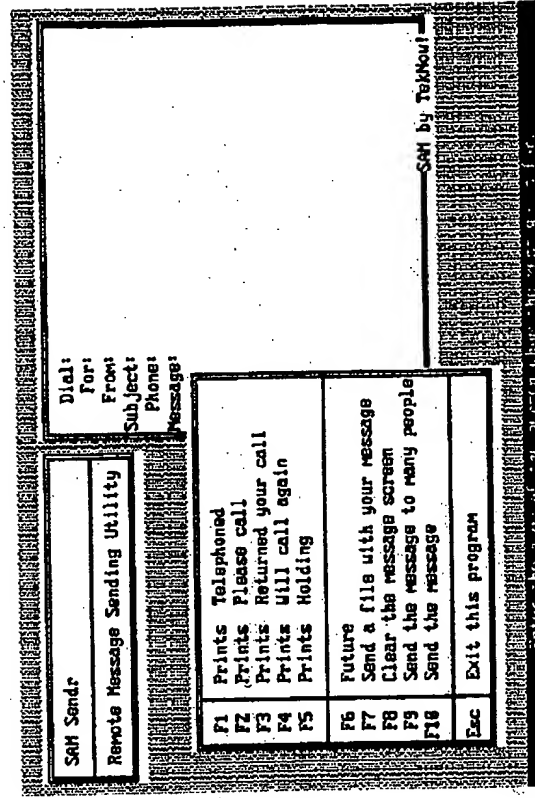 SAM Sendr
Remote Message Sending Utility
Dial:
For:
From:
Subject:
Phone:
Message:
SAM by TekNow!
F1 Prints Telephoned
F2 Prints Please call
F3 Prints Returned your call
F4 Prints Will call again
F5 Prints Holding
F6 Future
F7 Send a file with your message
F8 Clear the message screen
F9 Send the message to many people
F10 Send the message
Esc Exit this program